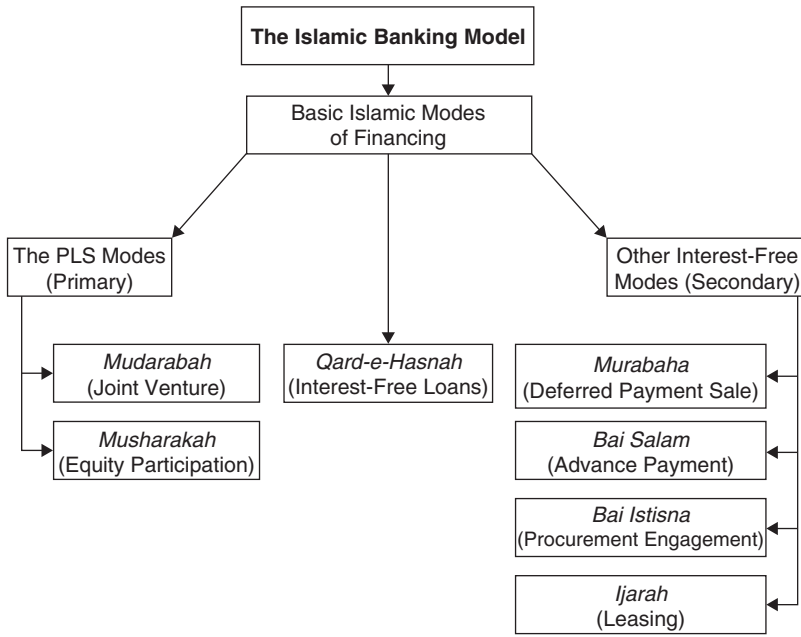 The Islamic Banking Model
Basic Islamic Modes
of Financing
The PLS Modes
(Primary)
Other Interest-Free
Modes (Secondary)
Mudarabah
(Joint Venture)
Qard-e-Hasnah
(Interest-Free Loans)
Murabaha
(Deferred Payment Sale)
Musharakah
(Equity Participation)
Bai Salam
(Advance Payment)
Bai Istisna
(Procurement Engagement)
Ijarah
(Leasing)